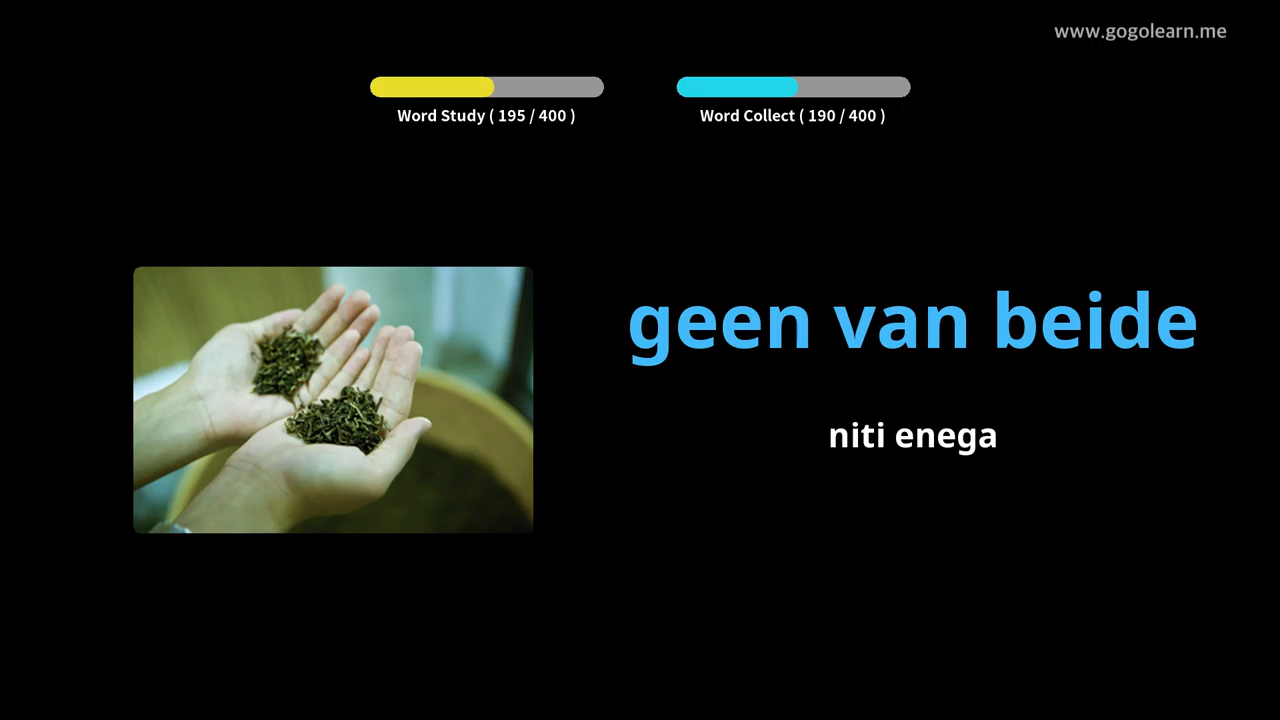 www.gogolearn.me
Word Study ( 195 / 400 )
Word Collect ( 190 / 400 )
geen van beide
niti enega